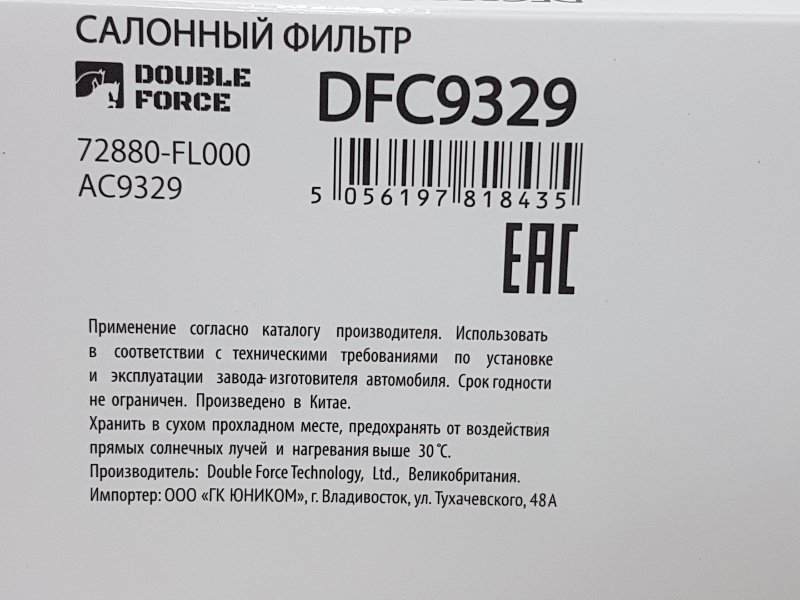 САЛОННЫЙ ФИЛЬТР
DOUBLE FORCE
DFC9329
72880-FL000
AC9329
5 056197 818435
EAC
Применение согласно каталогу производителя. Использовать
в соответствии с техническими требованиями по установке
и эксплуатации завода-изготовителя автомобиля. Срок годности
не ограничен. Произведено в Китае.
Хранить в сухом прохладном месте, предохранять от воздействия
прямых солнечных лучей и нагревания выше 30 °C.
Производитель: Double Force Technology, Ltd., Великобритания.
Импортер: ООО «ГК ЮНИКОМ», г. Владивосток, ул. Тухачевского, 48А